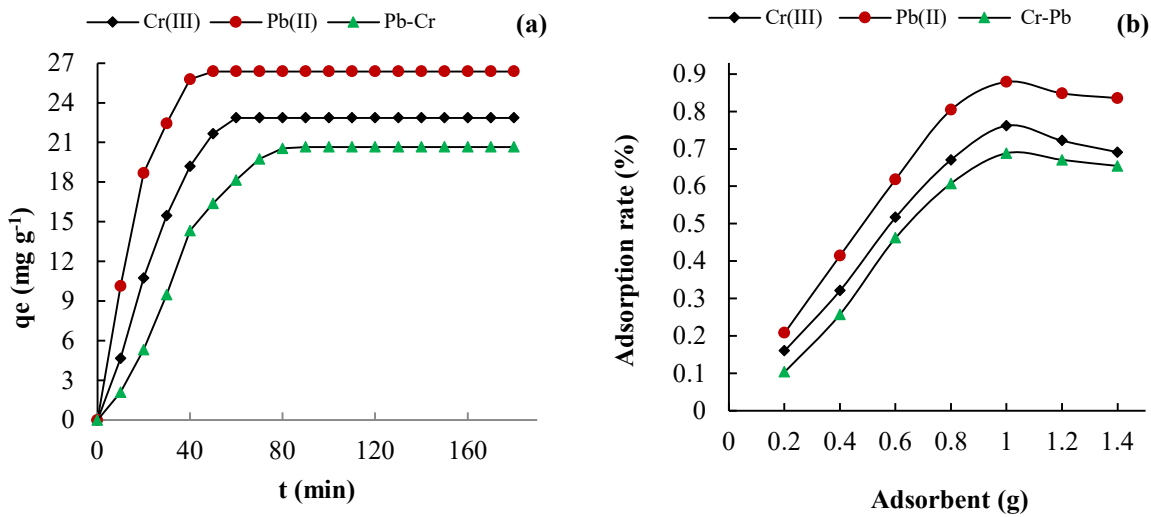 Cr(III) Pb(II) Pb-Cr
(a)
qe (mg g⁻¹)
27
24
21
18
15
12
9
6
3
0
0 40 80 120 160
t (min)
Cr(III) Pb(II) Cr-Pb
(b)
Adsorption rate (%)
0.9
0.8
0.7
0.6
0.5
0.4
0.3
0.2
0.1
0
0 0.2 0.4 0.6 0.8 1 1.2 1.4
Adsorbent (g)